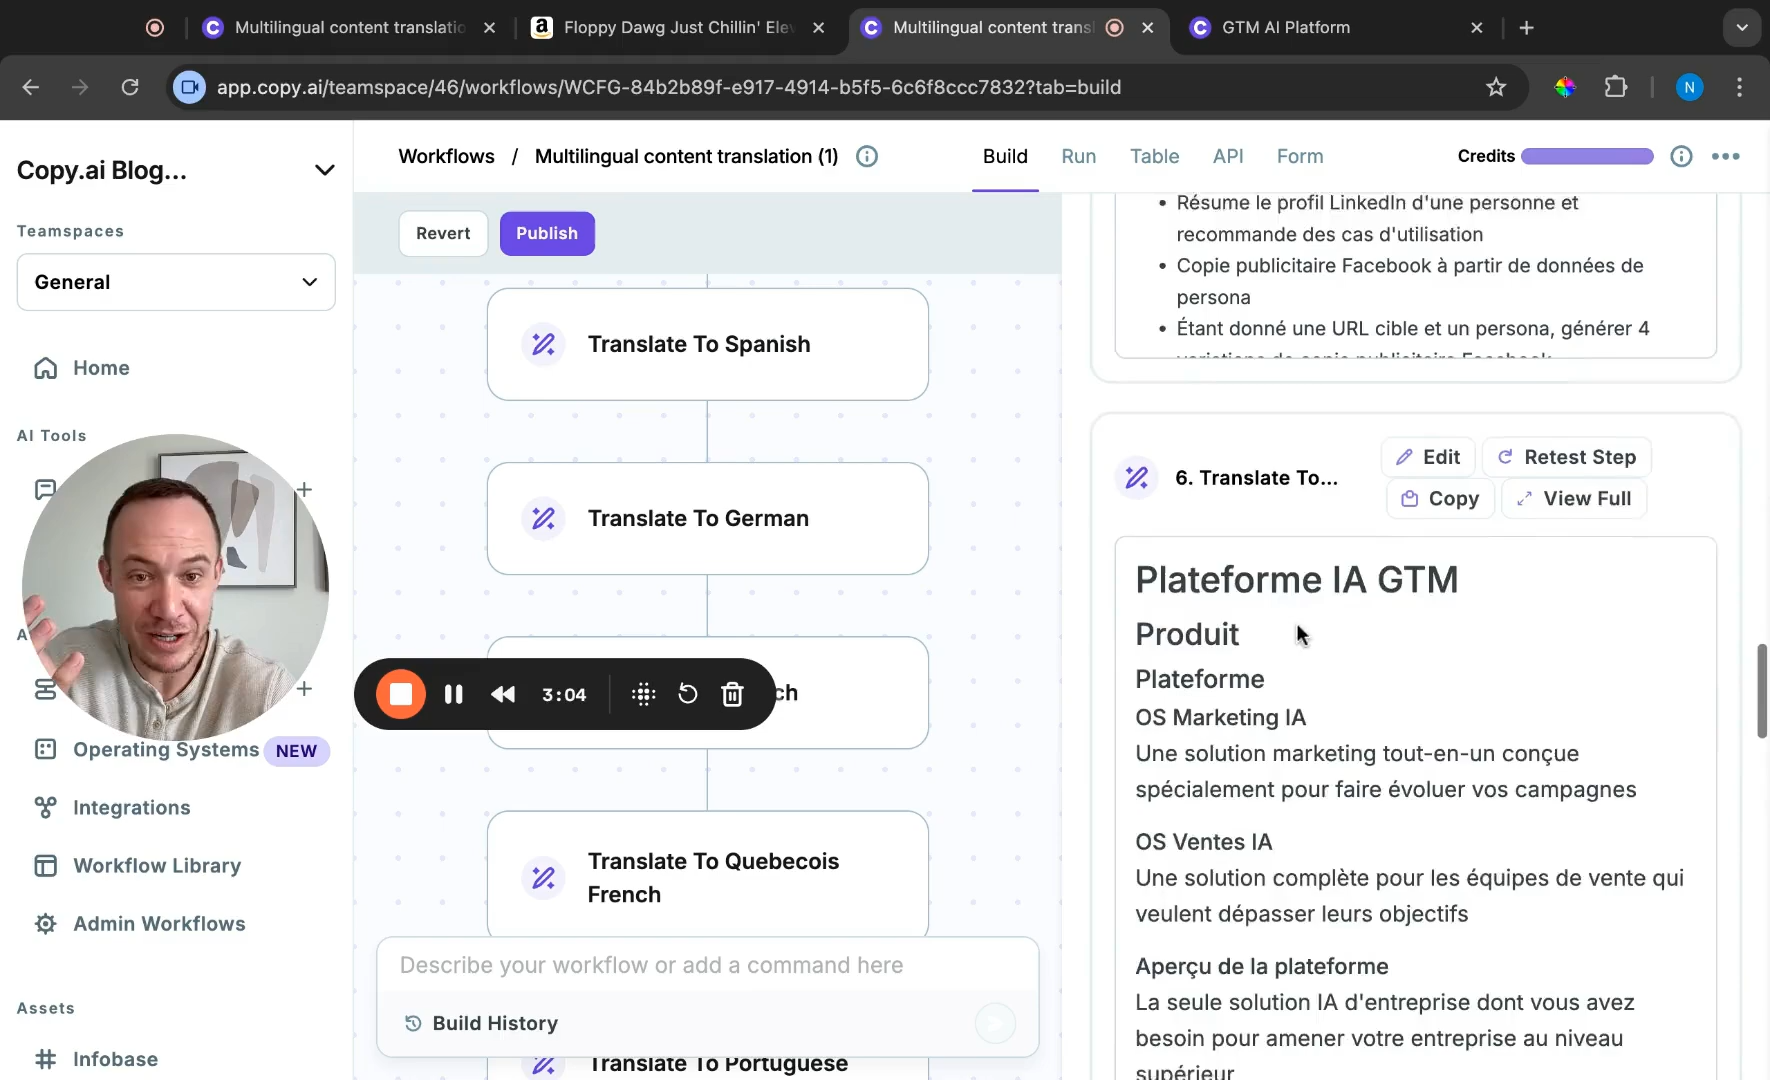 Multilingual content translatio
Floppy Dawg Just Chillin' Elev
Multilingual content transl
GTM AI Platform
app.copy.ai/teamspace/46/workflows/WCFG-84b2b89f-e917-4914-b5f5-6c6f8ccc7832?tab=build
N
Copy.ai Blog...
Teamspaces
General
Home
AI Tools
A
Operating Systems NEW
Integrations
Workflow Library
Admin Workflows
Assets
Infobase
Workflows / Multilingual content translation (1)
Build Run Table API Form
Credits
Revert Publish
Translate To Spanish
Translate To German
ch
3:04
Translate To Quebecois
French
Translate To Portuguese
Describe your workflow or add a command here
Build History
• Résume le profil LinkedIn d'une personne et
recommande des cas d'utilisation
• Copie publicitaire Facebook à partir de données de
persona
• Étant donné une URL cible et un persona, générer 4
variations de copie publicitaire Facebook
6. Translate To...
Edit Retest Step
Copy View Full
Plateforme IA GTM
Produit
Plateforme
OS Marketing IA
Une solution marketing tout-en-un conçue
spécialement pour faire évoluer vos campagnes
OS Ventes IA
Une solution complète pour les équipes de vente qui
veulent dépasser leurs objectifs
Aperçu de la plateforme
La seule solution IA d'entreprise dont vous avez
besoin pour amener votre entreprise au niveau
supérieur